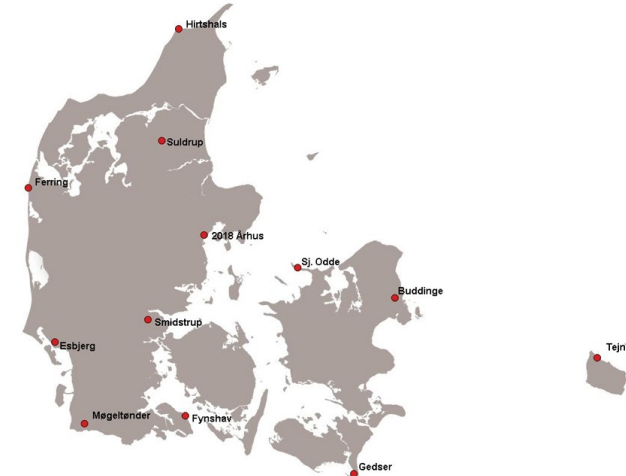 Hirtshals
Suldrup
Ferring
2018 Århus
Sj. Odde
Buddinge
Smidstrup
Esbjerg
Tejn
Møgeltønder
Fynshav
Gedser